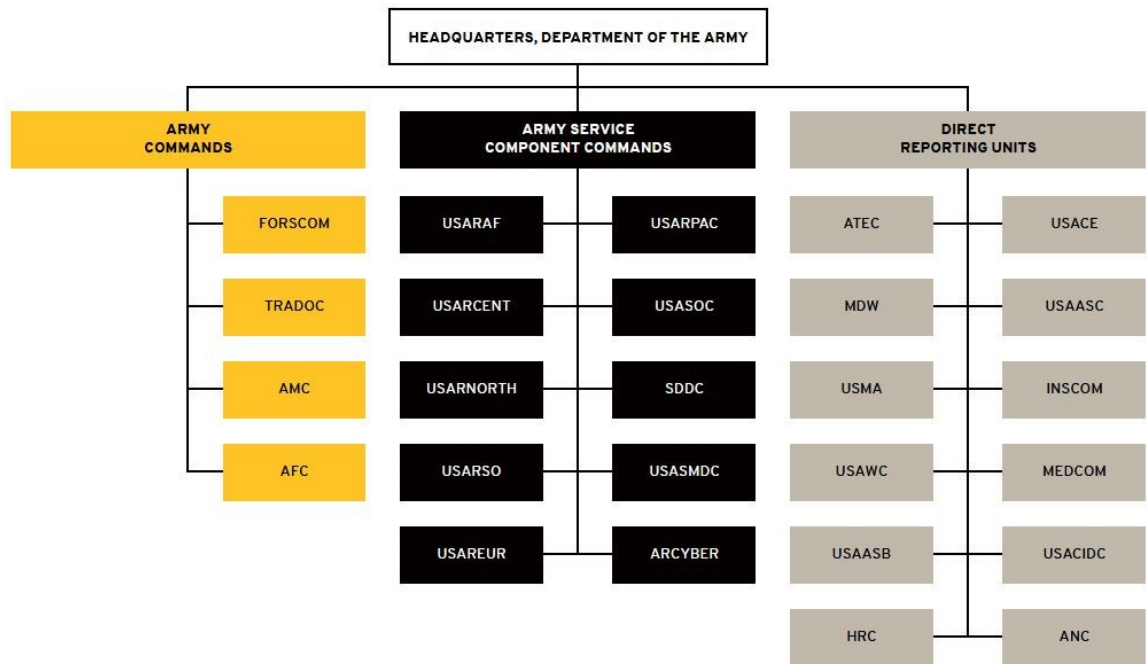 HEADQUARTERS, DEPARTMENT OF THE ARMY
ARMY
COMMANDS
FORSCOM
TRADOC
AMC
AFC
ARMY SERVICE
COMPONENT COMMANDS
USARAF
USARPAC
USARCENT
USASOC
USARNORTH
SDDC
USARSO
USASMDC
USAREUR
ARCYBER
DIRECT
REPORTING UNITS
ATEC
USACE
MDW
USAASC
USMA
INSCOM
USAWC
MEDCOM
USAASB
USACIDC
HRC
ANC